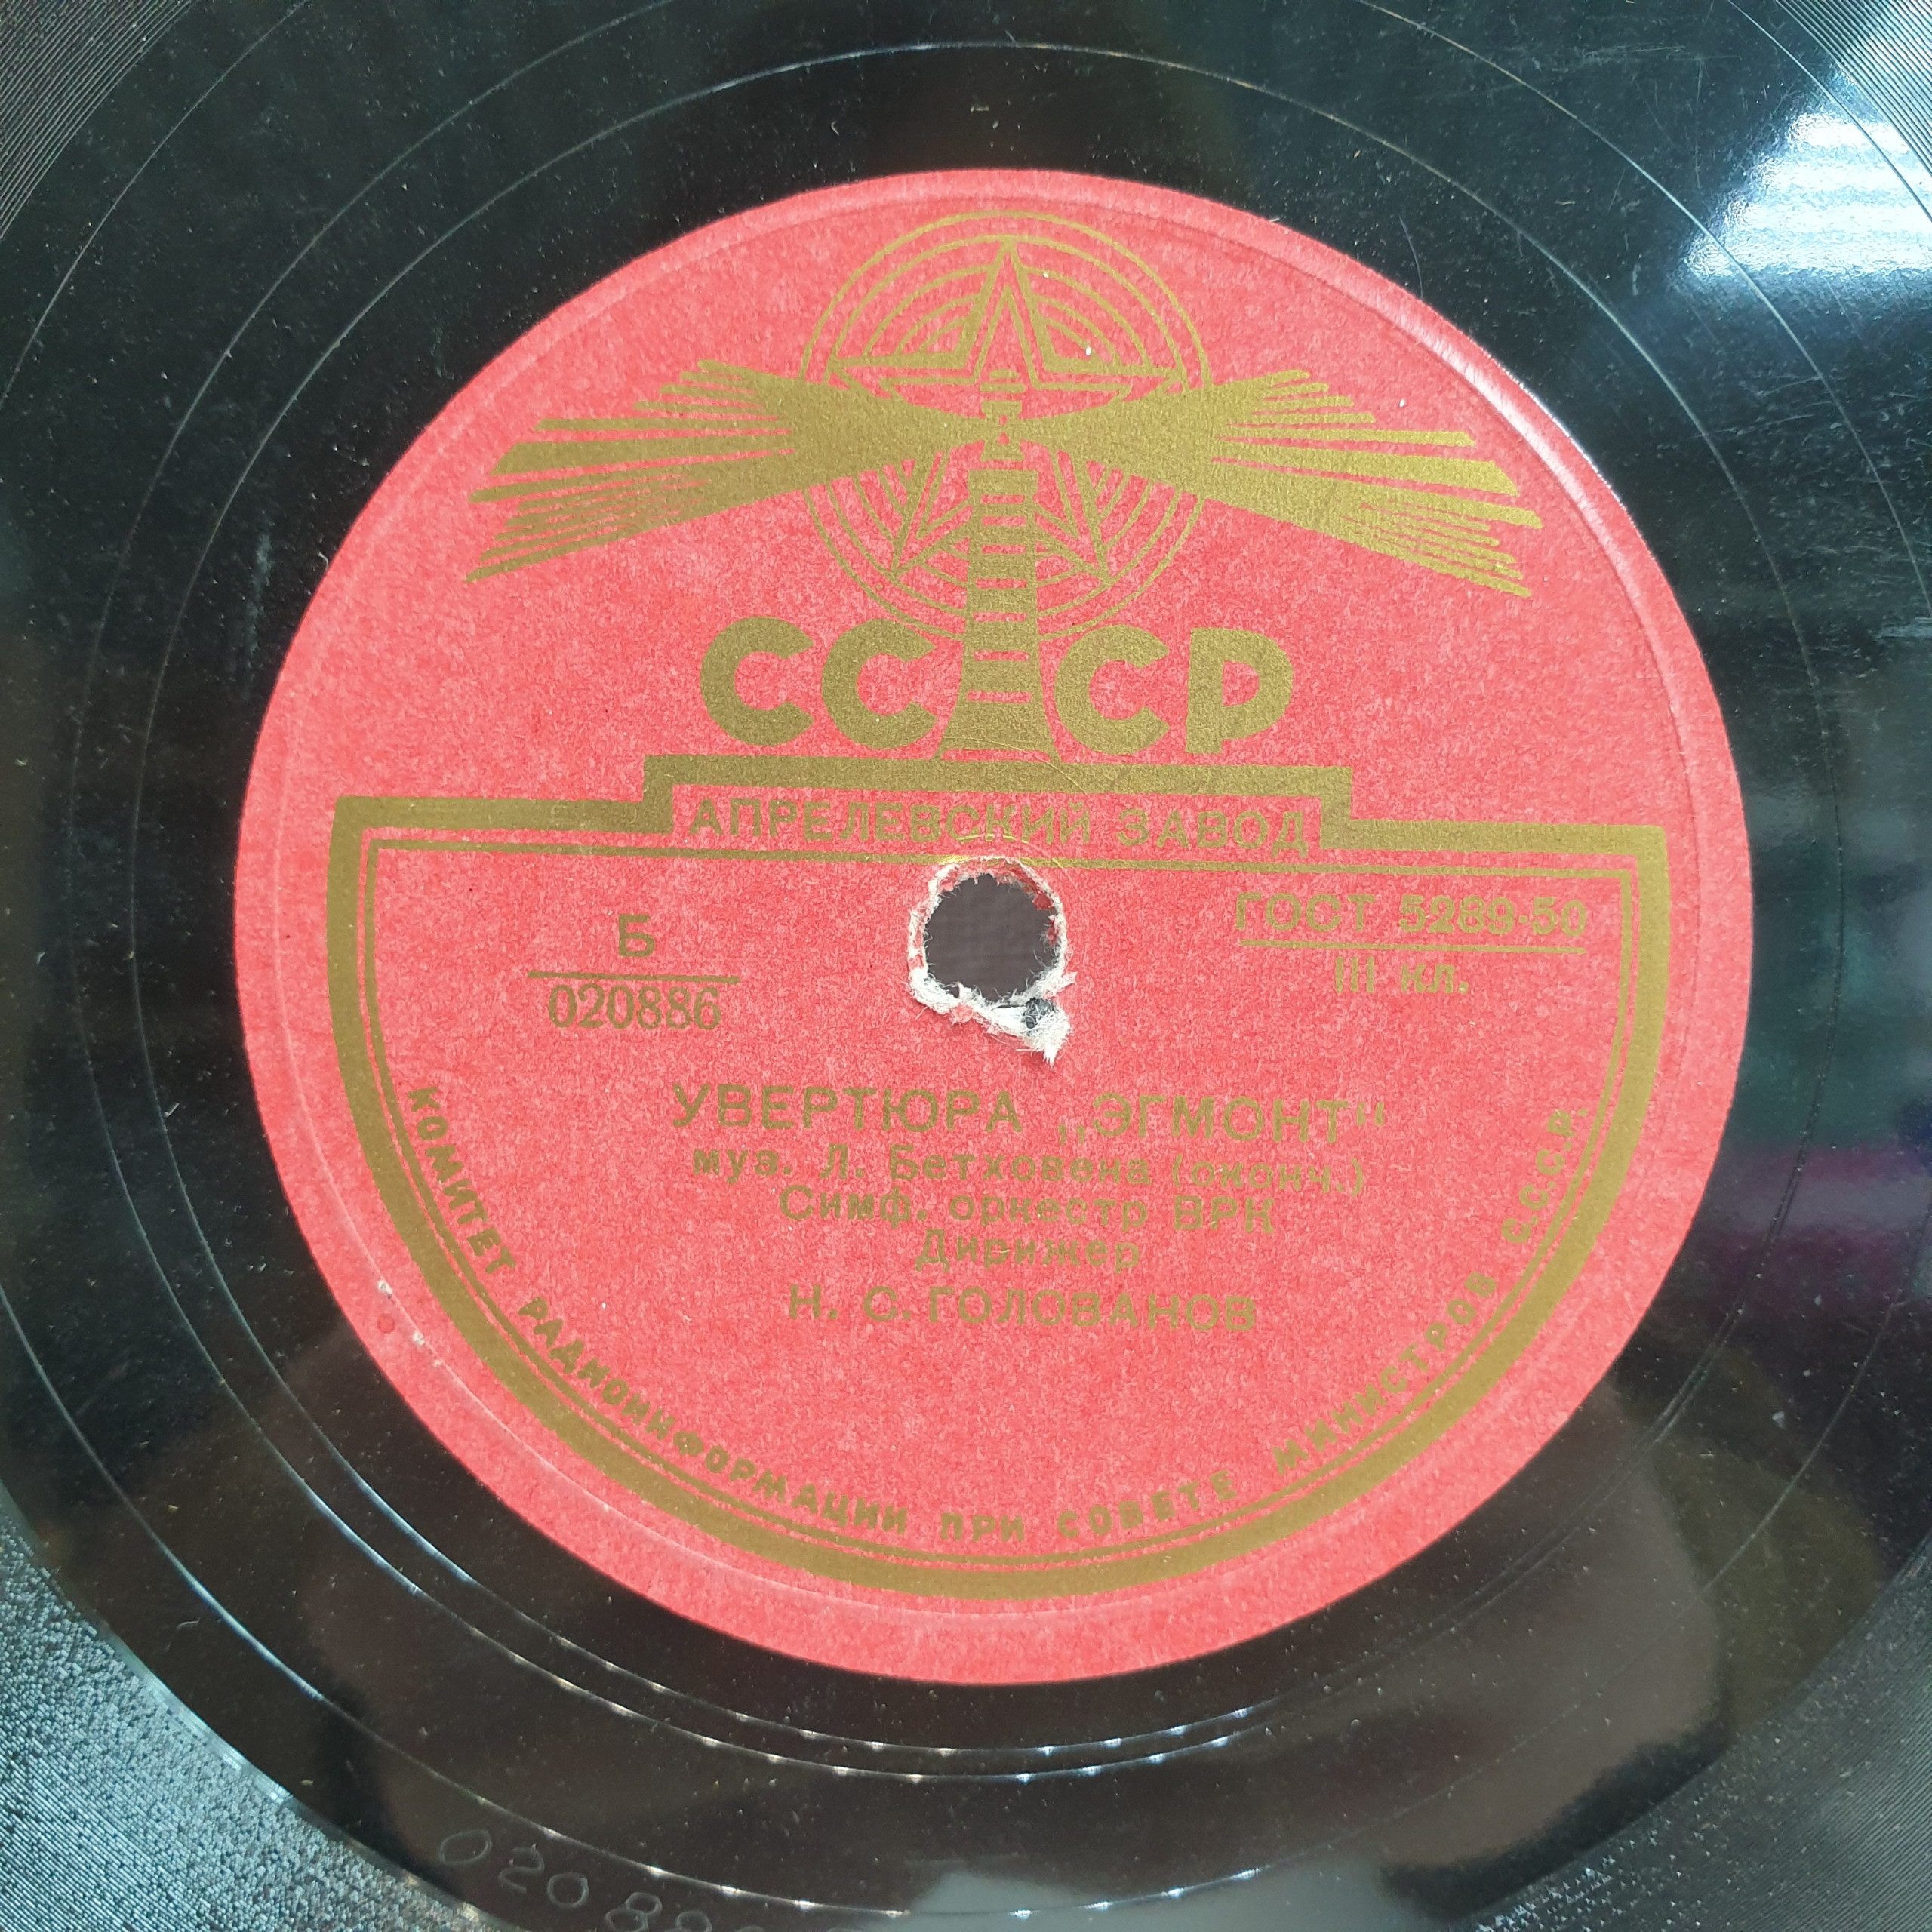 СССР
АПРЕЛЕВСКИЙ ЗАВОД
Б
020886
ГОСТ 5289-50
III кл.
УВЕРТЮРА „ЭГМОНТ“
муз. Л. Бетховена (оконч.)
Симф. оркестр ВРК
Дирижер
Н. С. ГОЛОВАНОВ
КОМИТЕТ РАДИОИНФОРМАЦИИ ПРИ СОВЕТЕ МИНИСТРОВ С.С.С.Р.